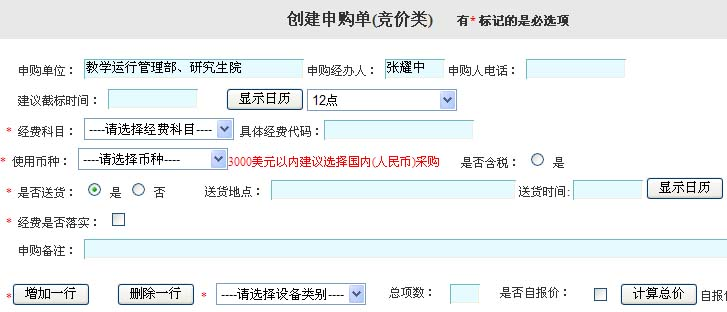 创建申购单(竞价类) 有*标记的是必选项
申购单位： 教学运行管理部、研究生院 申购经办人： 张耀中 申购人电话：
建议截标时间： 显示日历 12点
* 经费科目： ----请选择经费科目---- 具体经费代码：
* 使用币种： ----请选择币种---- 3000美元以内建议选择国内(人民币)采购 是否含税： 是
* 是否送货： 是 否 送货地点： 送货时间: 显示日历
* 经费是否落实：
申购备注：
* 增加一行 删除一行 * ----请选择设备类别---- 总项数： 是否自报价： 计算总价 自报